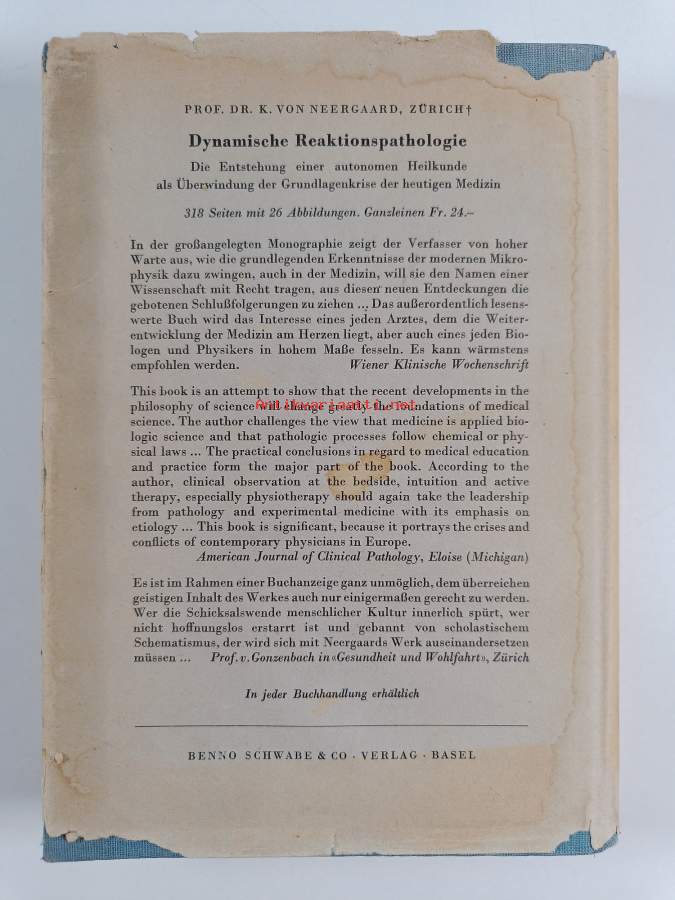 PROF. DR. K. VON NEERGAARD, ZÜRICH†
Dynamische Reaktionspathologie
Die Entstehung einer autonomen Heilkunde
als Überwindung der Grundlagenkrise der heutigen Medizin
318 Seiten mit 26 Abbildungen. Ganzleinen Fr. 24.–
In der großangelegten Monographie zeigt der Verfasser von hoher
Warte aus, wie die grundlegenden Erkenntnisse der modernen Mikro-
physik dazu zwingen, auch in der Medizin, will sie den Namen einer
Wissenschaft mit Recht tragen, aus diesen neuen Entdeckungen die
gebotenen Schlußfolgerungen zu ziehen ... Das außerordentlich lesens-
werte Buch wird das Interesse eines jeden Arztes, dem die Weiter-
entwicklung der Medizin am Herzen liegt, aber auch eines jeden Bio-
logen und Physikers in hohem Maße fesseln. Es kann wärmstens
empfohlen werden. Wiener Klinische Wochenschrift
This book is an attempt to show that the recent developments in the
philosophy of science will change greatly the foundations of medical
science. The author challenges the view that medicine is applied bio-
logic science and that pathologic processes follow chemical or phy-
sical laws ... The practical conclusions in regard to medical education
and practice form the major part of the book. According to the
author, clinical observation at the bedside, intuition and active
therapy, especially physiotherapy should again take the leadership
from pathology and experimental medicine with its emphasis on
etiology ... This book is significant, because it portrays the crises and
conflicts of contemporary physicians in Europe.
American Journal of Clinical Pathology, Eloise (Michigan)
Es ist im Rahmen einer Buchanzeige ganz unmöglich, dem überreichen
geistigen Inhalt des Werkes auch nur einigermaßen gerecht zu werden.
Wer die Schicksalswende menschlicher Kultur innerlich spürt, wer
nicht hoffnungslos erstarrt ist und gebannt von scholastischem
Schematismus, der wird sich mit Neergaards Werk auseinandersetzen
müssen ... Prof. v. Gonzenbach in «Gesundheit und Wohlfahrt», Zürich
In jeder Buchhandlung erhältlich
BENNO SCHWABE & CO · VERLAG · BASEL
Antikvariaatti.net